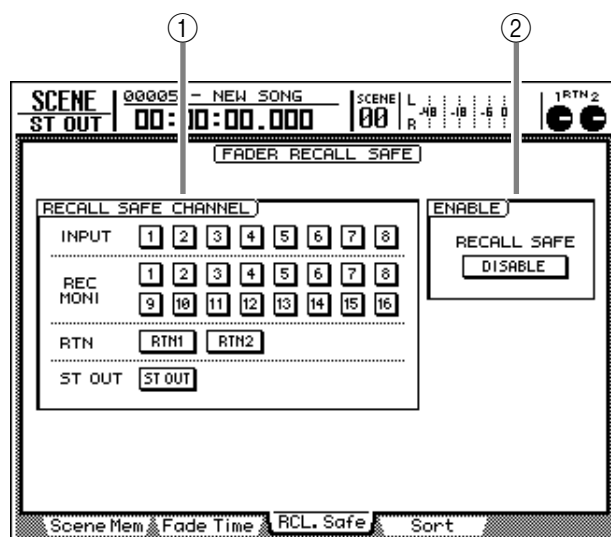 ① ②
SCENE 00005 - NEW SONG SCENE L -48 -18 -6 0 1RTN2
ST OUT 00:00:00.000 00 R
FADER RECALL SAFE
RECALL SAFE CHANNEL ENABLE
INPUT 1 2 3 4 5 6 7 8
RECALL SAFE
DISABLE
REC MONI 1 2 3 4 5 6 7 8
9 10 11 12 13 14 15 16
RTN RTN1 RTN2
ST OUT ST OUT
Scene Mem Fade Time RCL. Safe Sort